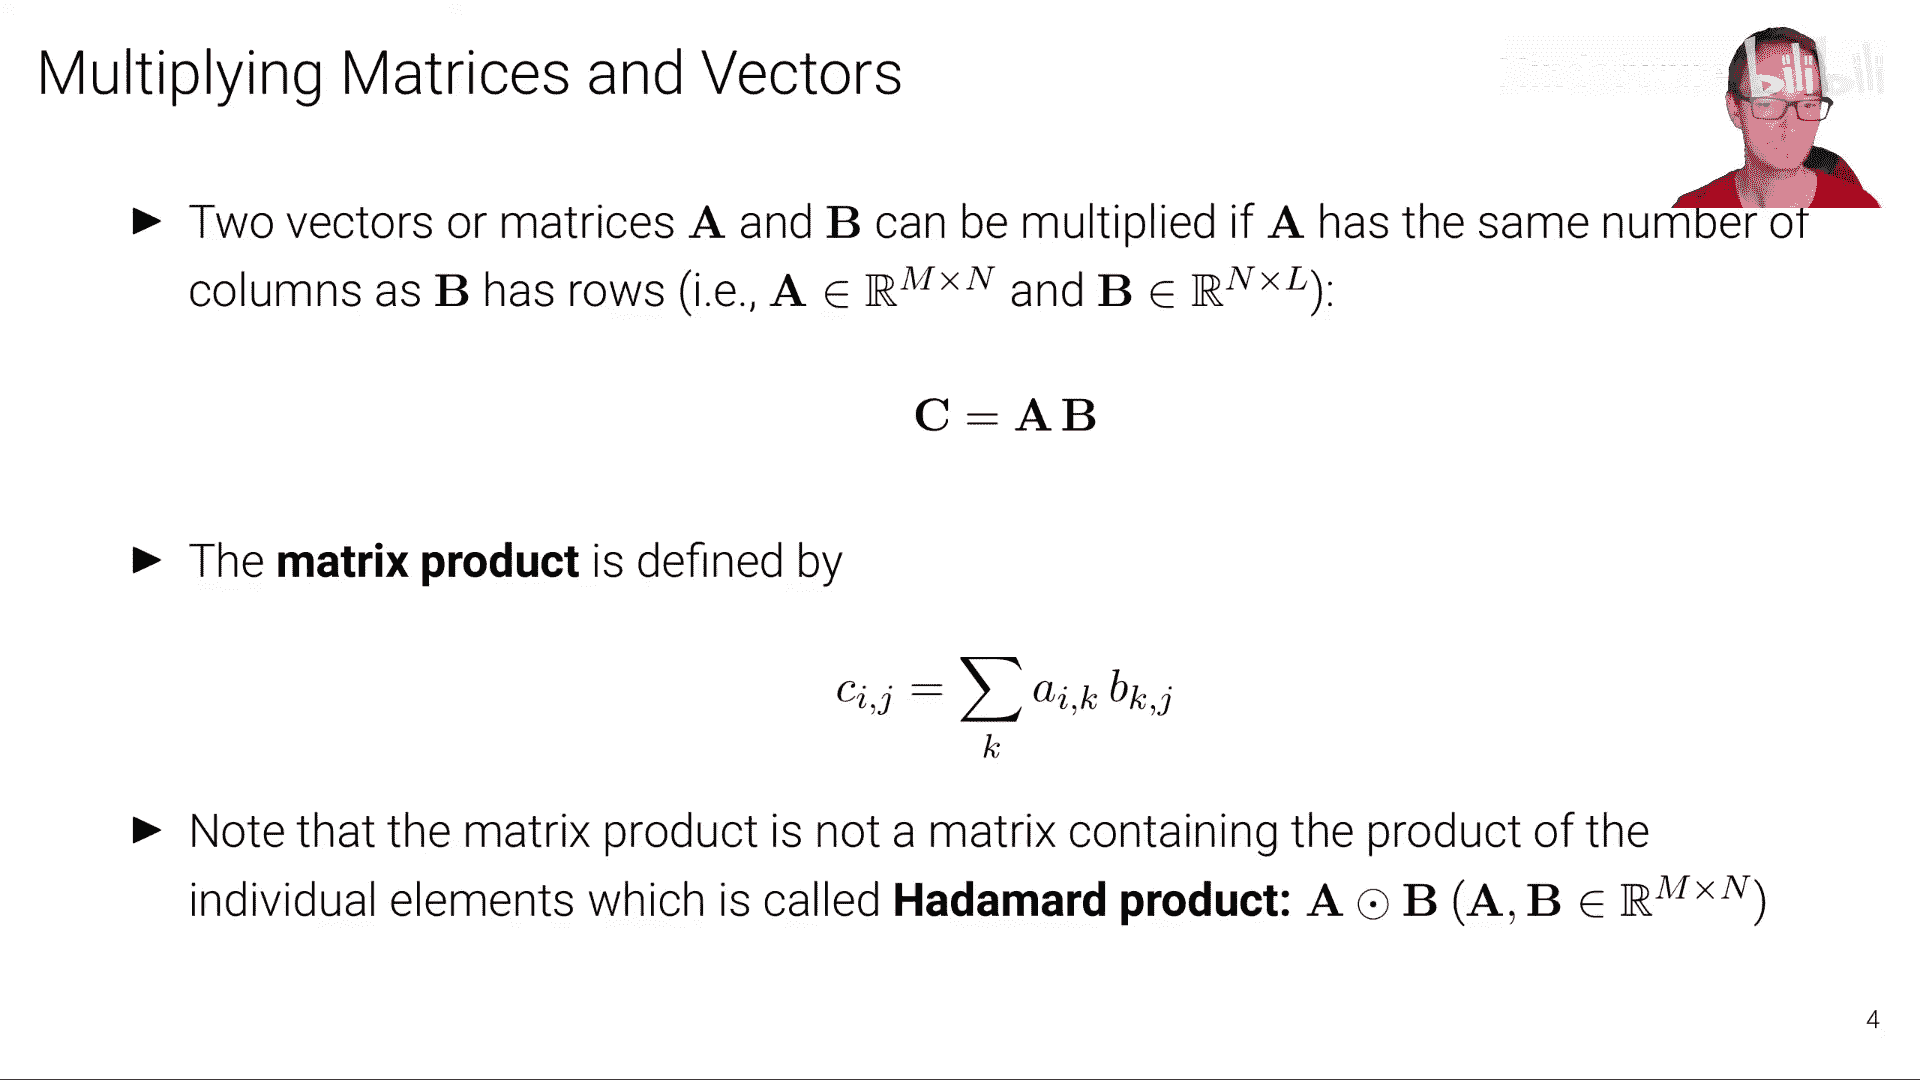 Multiplying Matrices and Vectors
bilibili
► Two vectors or matrices A and B can be multiplied if A has the same number of
columns as B has rows (i.e., A ∈ ℝ^{M×N} and B ∈ ℝ^{N×L}):
C = A B
► The matrix product is defined by
c_{i,j} = ∑_k a_{i,k} b_{k,j}
► Note that the matrix product is not a matrix containing the product of the
individual elements which is called Hadamard product: A ⊙ B (A, B ∈ ℝ^{M×N})
4